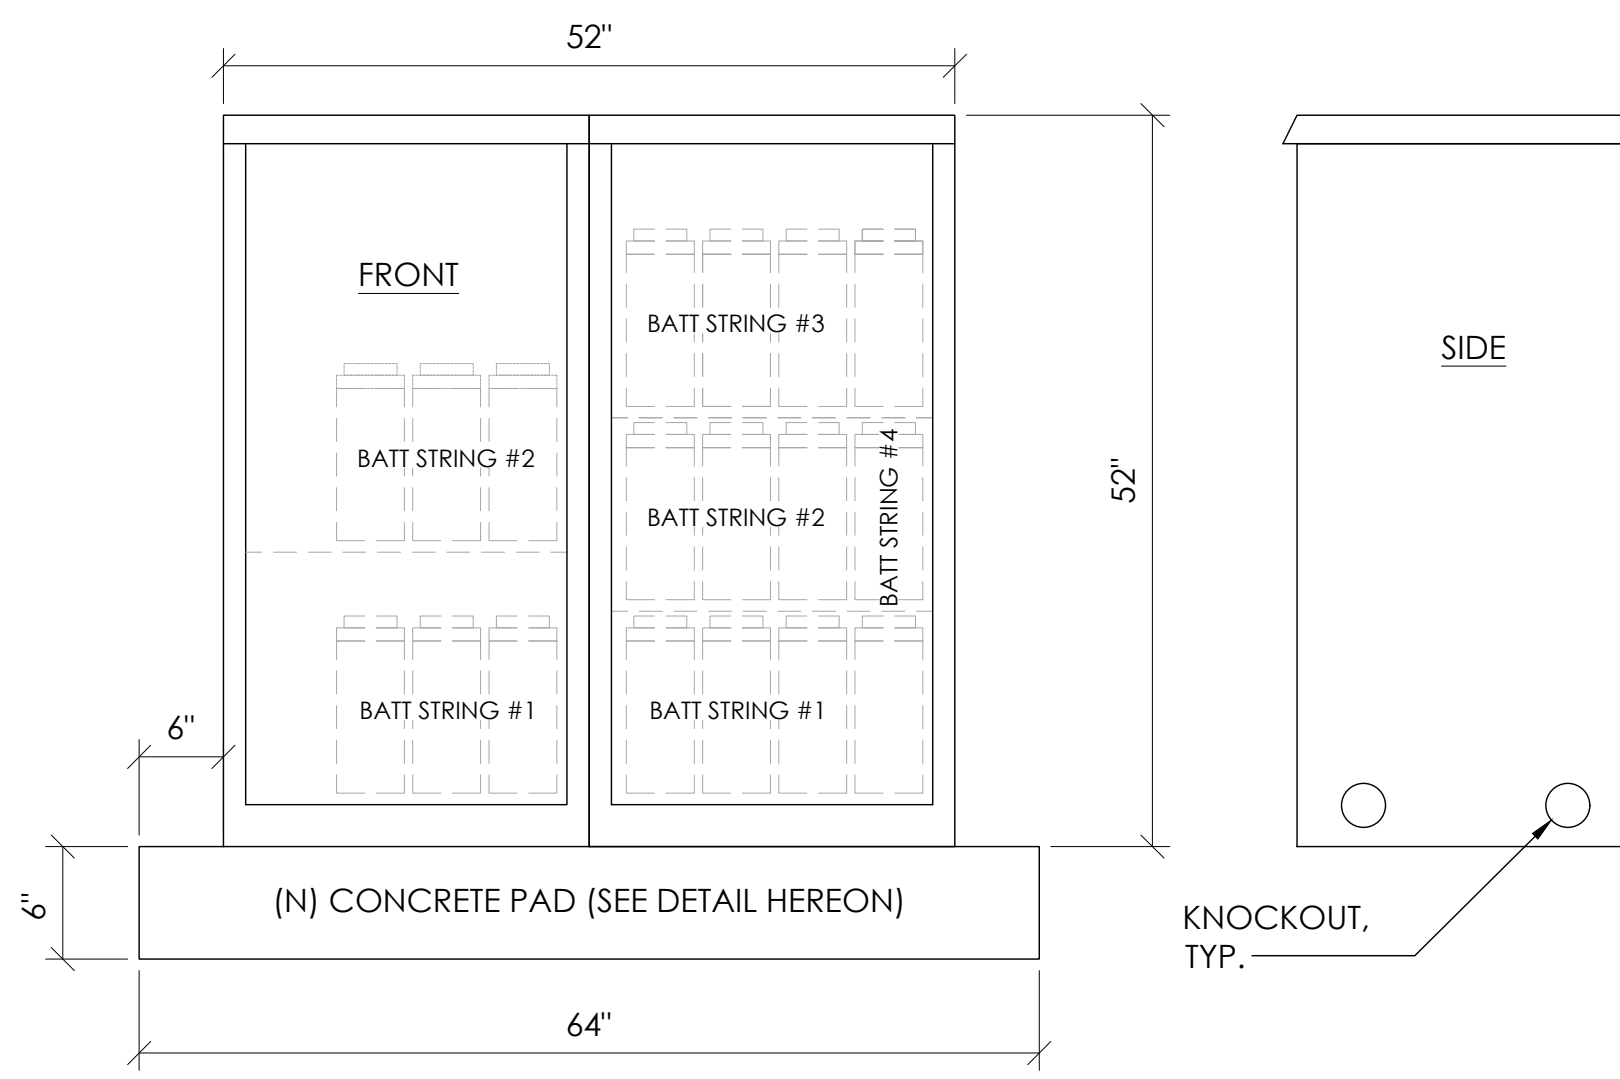 52"
FRONT
BATT STRING #3
SIDE
BATT STRING #2
BATT STRING #2
BATT STRING #4
52"
BATT STRING #1
BATT STRING #1
6"
6"
(N) CONCRETE PAD (SEE DETAIL HEREON)
KNOCKOUT,
TYP.
64"